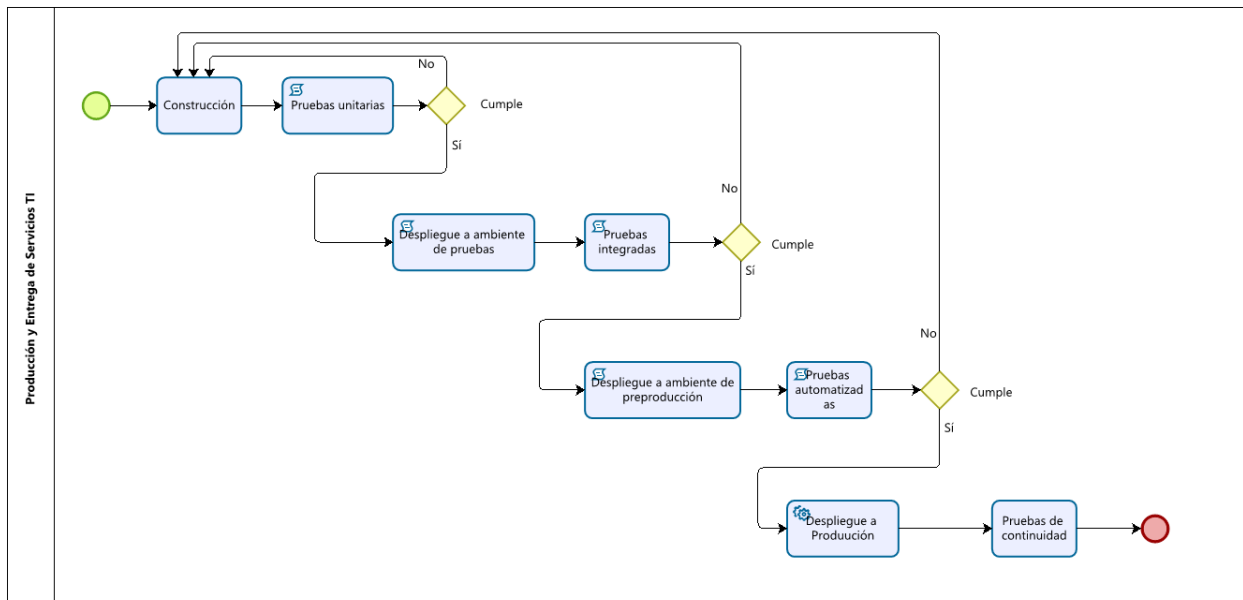 Producción y Entrega de Servicios TI
No
Construcción
Pruebas unitarias
Cumple
Sí
No
Despliegue a ambiente
de pruebas
Pruebas
integradas
Cumple
Sí
No
Despliegue a ambiente de
preproducción
Pruebas
automatizad
as
Cumple
Sí
Despliegue a
Produución
Pruebas de
continuidad